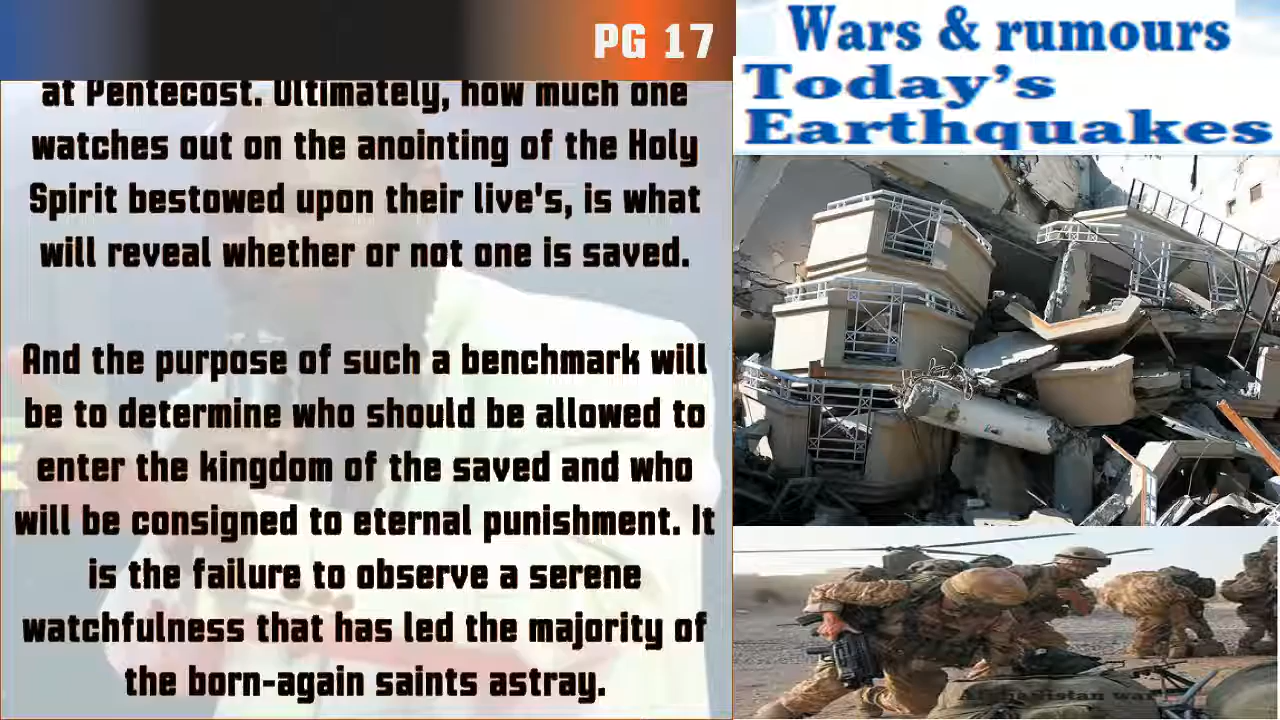 PG 17
at Pentecost. Ultimately, how much one
watches out on the anointing of the Holy
Spirit bestowed upon their live's, is what
will reveal whether or not one is saved.
And the purpose of such a benchmark will
be to determine who should be allowed to
enter the kingdom of the saved and who
will be consigned to eternal punishment. It
is the failure to observe a serene
watchfulness that has led the majority of
the born-again saints astray.
Wars & rumours
Today's
Earthquakes
Afghanistan war